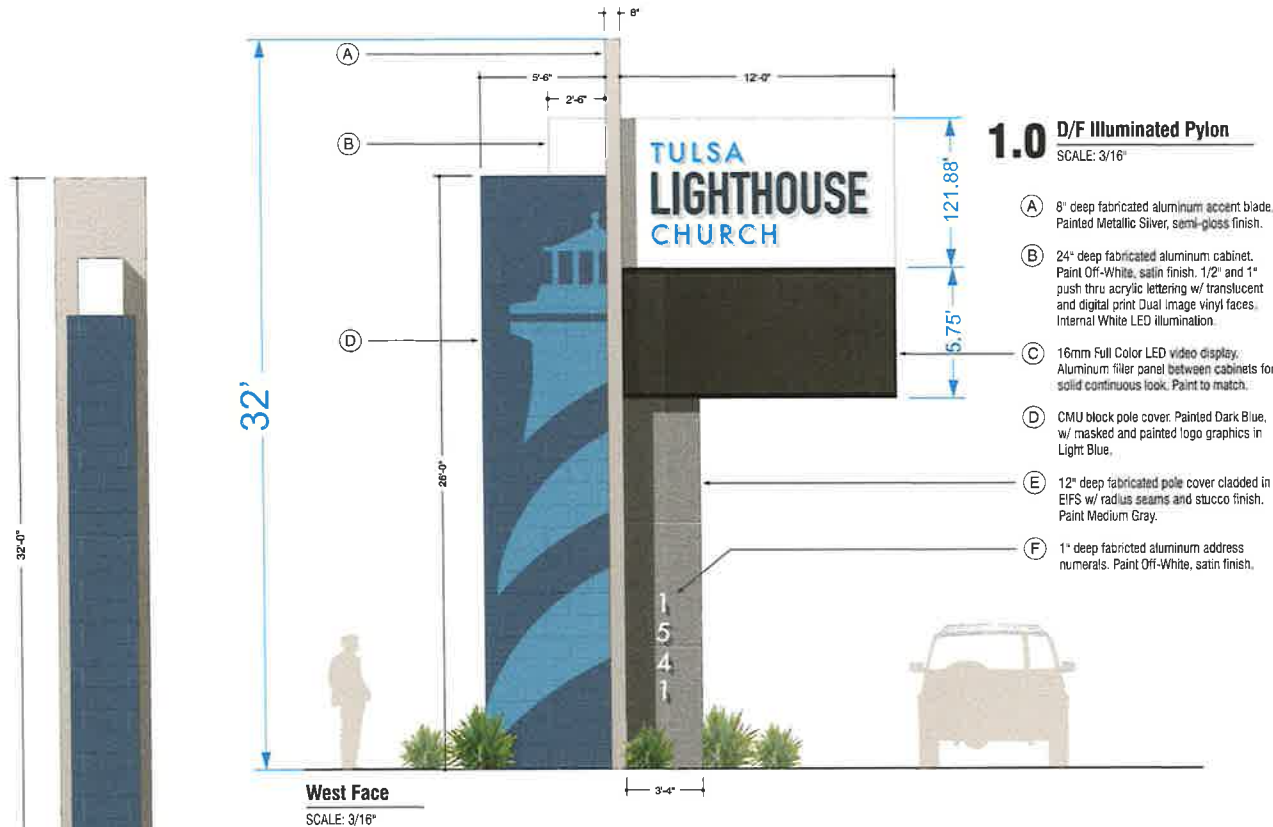 8"
A
5'-6"
12'-0"
2'-6"
B
TULSA
LIGHTHOUSE
CHURCH
121.88'
5.75'
D
32'
26'-0"
32'-0"
1
5
4
1
3'-4"
West Face
SCALE: 3/16"
1.0 D/F Illuminated Pylon
SCALE: 3/16"
A 8" deep fabricated aluminum accent blade.
Painted Metallic Silver, semi-gloss finish.
B 24" deep fabricated aluminum cabinet.
Paint Off-White, satin finish. 1/2" and 1"
push thru acrylic lettering w/ translucent
and digital print Dual Image vinyl faces.
Internal White LED illumination.
C 16mm Full Color LED video display.
Aluminum filler panel between cabinets for
solid continuous look. Paint to match.
D CMU block pole cover. Painted Dark Blue,
w/ masked and painted logo graphics in
Light Blue.
E 12" deep fabricated pole cover cladded in
EIFS w/ radius seams and stucco finish.
Paint Medium Gray.
F 1" deep fabricted aluminum address
numerals. Paint Off-White, satin finish.